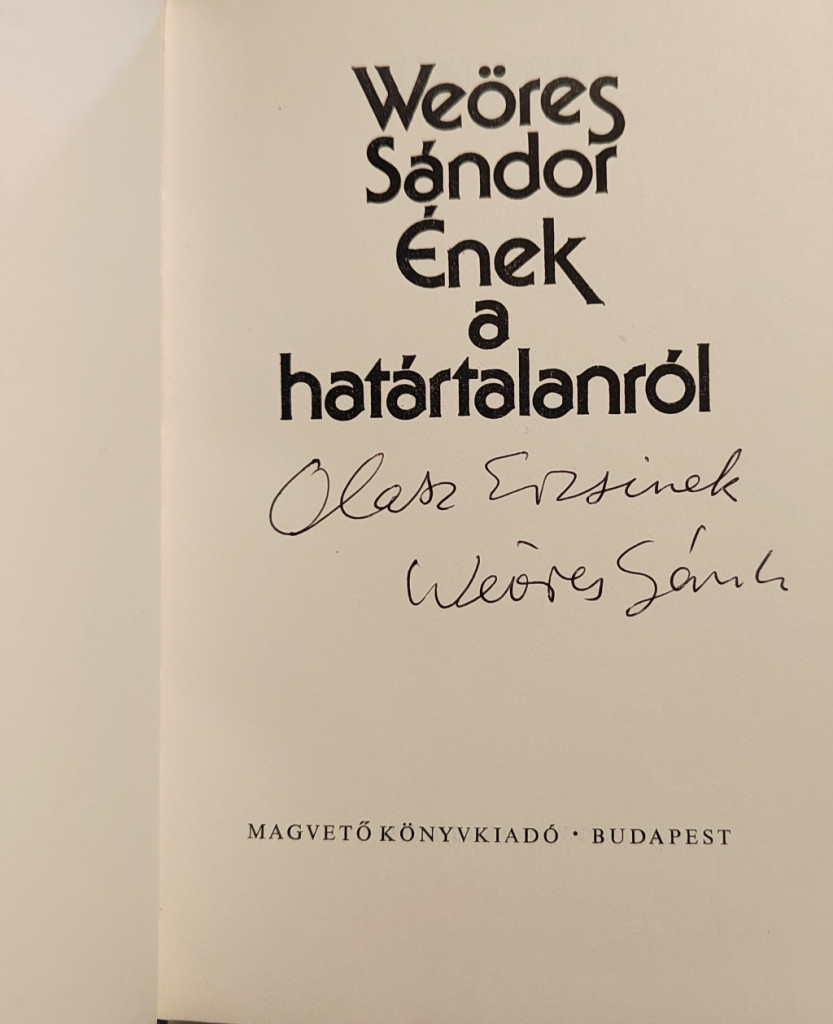 Weöres
Sándor
Ének
a
határtalanról
Olasz Erzsinek
Weöres Sándor
MAGVETŐ KÖNYVKIADÓ · BUDAPEST